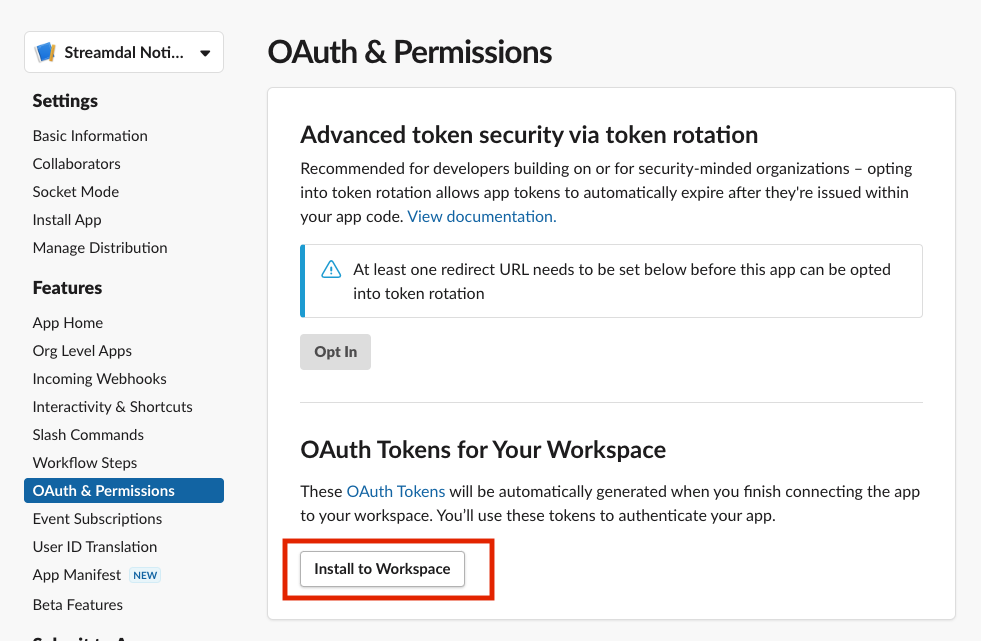 Streamdal Noti...
Settings
Basic Information
Collaborators
Socket Mode
Install App
Manage Distribution
Features
App Home
Org Level Apps
Incoming Webhooks
Interactivity & Shortcuts
Slash Commands
Workflow Steps
OAuth & Permissions
Event Subscriptions
User ID Translation
App Manifest NEW
Beta Features
OAuth & Permissions
Advanced token security via token rotation
Recommended for developers building on or for security-minded organizations – opting
into token rotation allows app tokens to automatically expire after they're issued within
your app code. View documentation.
At least one redirect URL needs to be set below before this app can be opted
into token rotation
Opt In
OAuth Tokens for Your Workspace
These OAuth Tokens will be automatically generated when you finish connecting the app
to your workspace. You’ll use these tokens to authenticate your app.
Install to Workspace